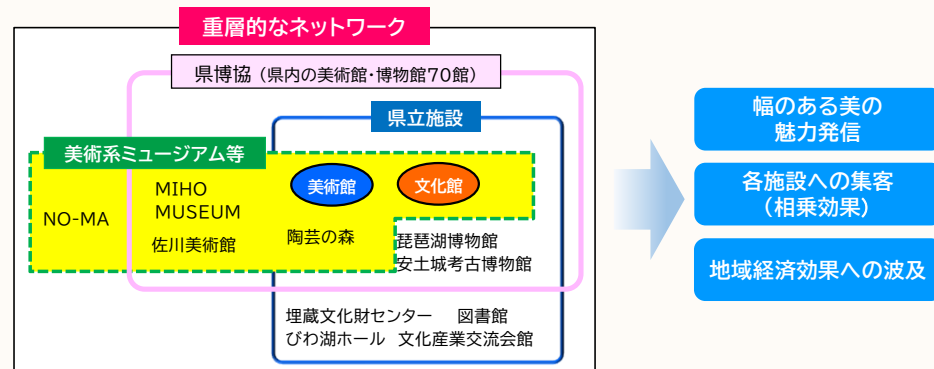 重層的なネットワーク
県博協（県内の美術館・博物館70館）
県立施設
美術系ミュージアム等
美術館
文化館
NO-MA
MIHO
MUSEUM
佐川美術館
陶芸の森
琵琶湖博物館
安土城考古博物館
埋蔵文化財センター　図書館
びわ湖ホール　文化産業交流会館
幅のある美の
魅力発信
各施設への集客
（相乗効果）
地域経済効果への波及